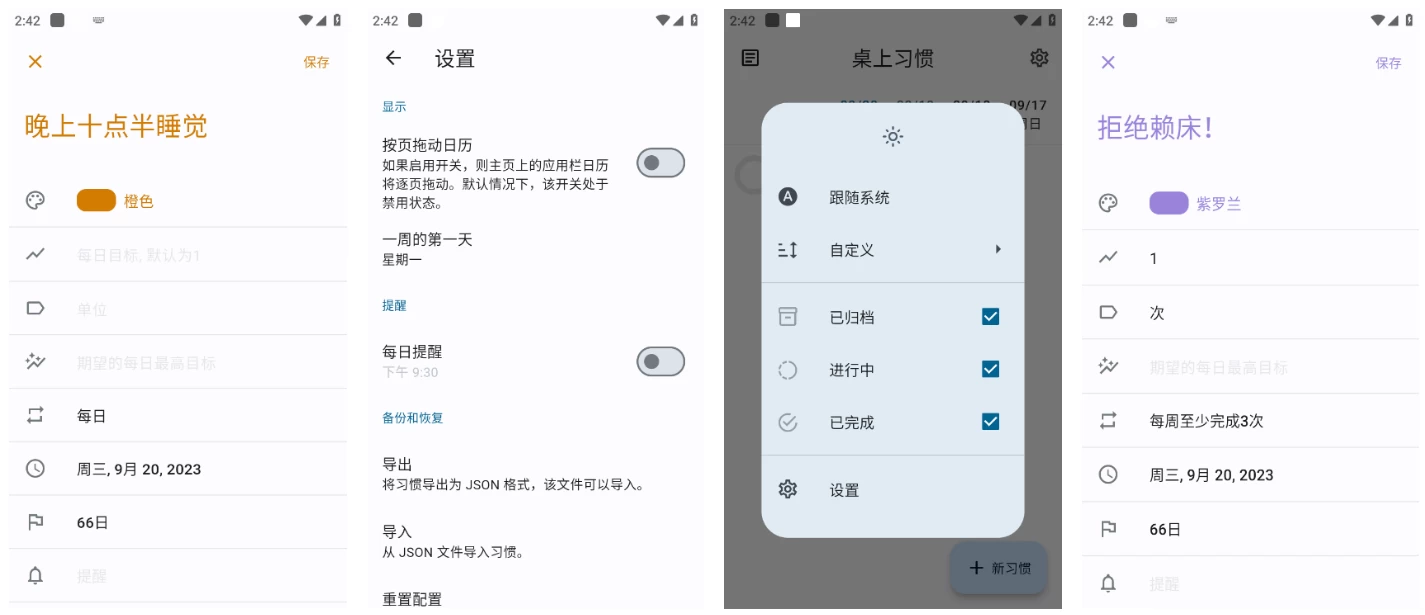 2:42
保存
晚上十点半睡觉
橙色
每日目标, 默认为1
单位
期望的每日最高目标
每日
周三, 9月 20, 2023
66日
提醒
2:42
设置
显示
按页拖动日历
如果启用开关，则主页上的应用栏日历
将逐页拖动。默认情况下，该开关处于
禁用状态。
一周的第一天
星期一
提醒
每日提醒
下午 9:30
备份和恢复
导出
将习惯导出为 JSON 格式，该文件可以导入。
导入
从 JSON 文件导入习惯。
重置配置
2:42
桌上习惯
09/17
日
A 跟随系统
自定义
已归档
进行中
已完成
设置
新习惯
2:42
保存
拒绝赖床！
紫罗兰
1
次
期望的每日最高目标
每周至少完成3次
周三, 9月 20, 2023
66日
提醒